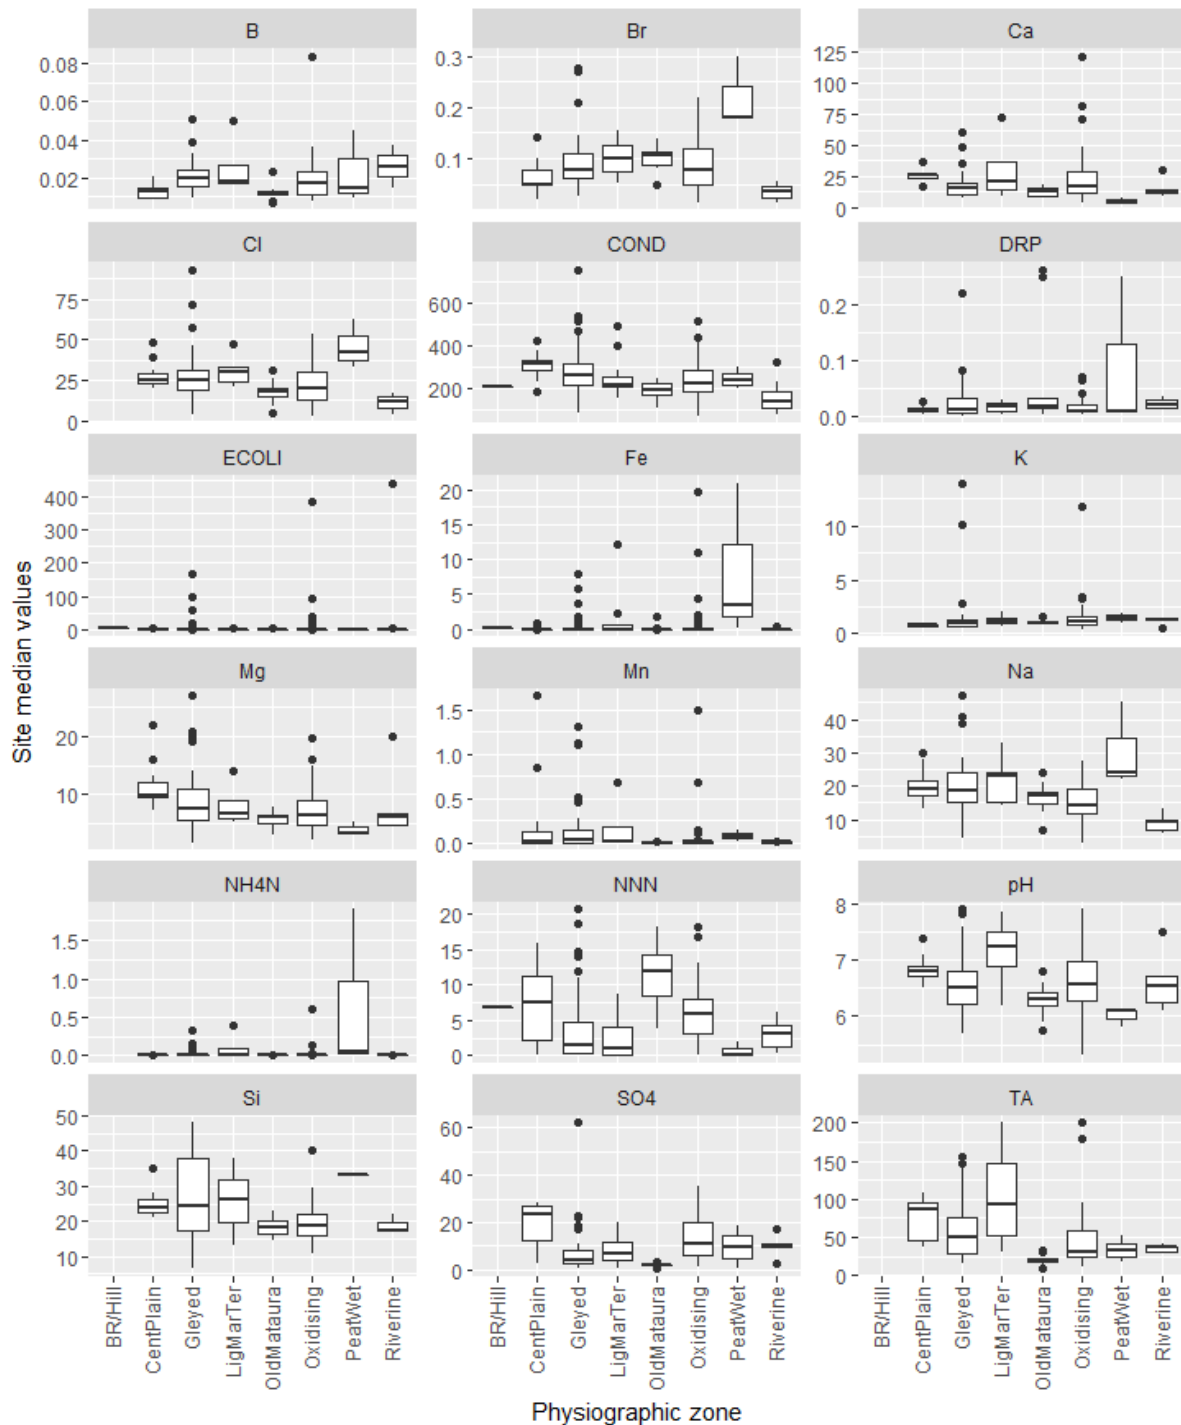 B
Br
Ca
0.08
0.06
0.04
0.02
0.3
0.2
0.1
125
100
75
50
25
0
Cl
COND
DRP
75
50
25
0
600
400
200
0.2
0.1
0.0
ECOLI
Fe
K
400
300
200
100
0
20
15
10
5
0
10
5
0
Mg
Mn
Na
20
10
1.5
1.0
0.5
0.0
40
30
20
10
NH4N
NNN
pH
1.5
1.0
0.5
0.0
20
15
10
5
0
8
7
6
Si
SO4
TA
50
40
30
20
10
60
40
20
0
200
150
100
50
0
BR/Hill
CentPlain
Gleyed
LigMarTer
OldMataura
Oxidising
PeatWet
Riverine
BR/Hill
CentPlain
Gleyed
LigMarTer
OldMataura
Oxidising
PeatWet
Riverine
BR/Hill
CentPlain
Gleyed
LigMarTer
OldMataura
Oxidising
PeatWet
Riverine
Site median values
Physiographic zone